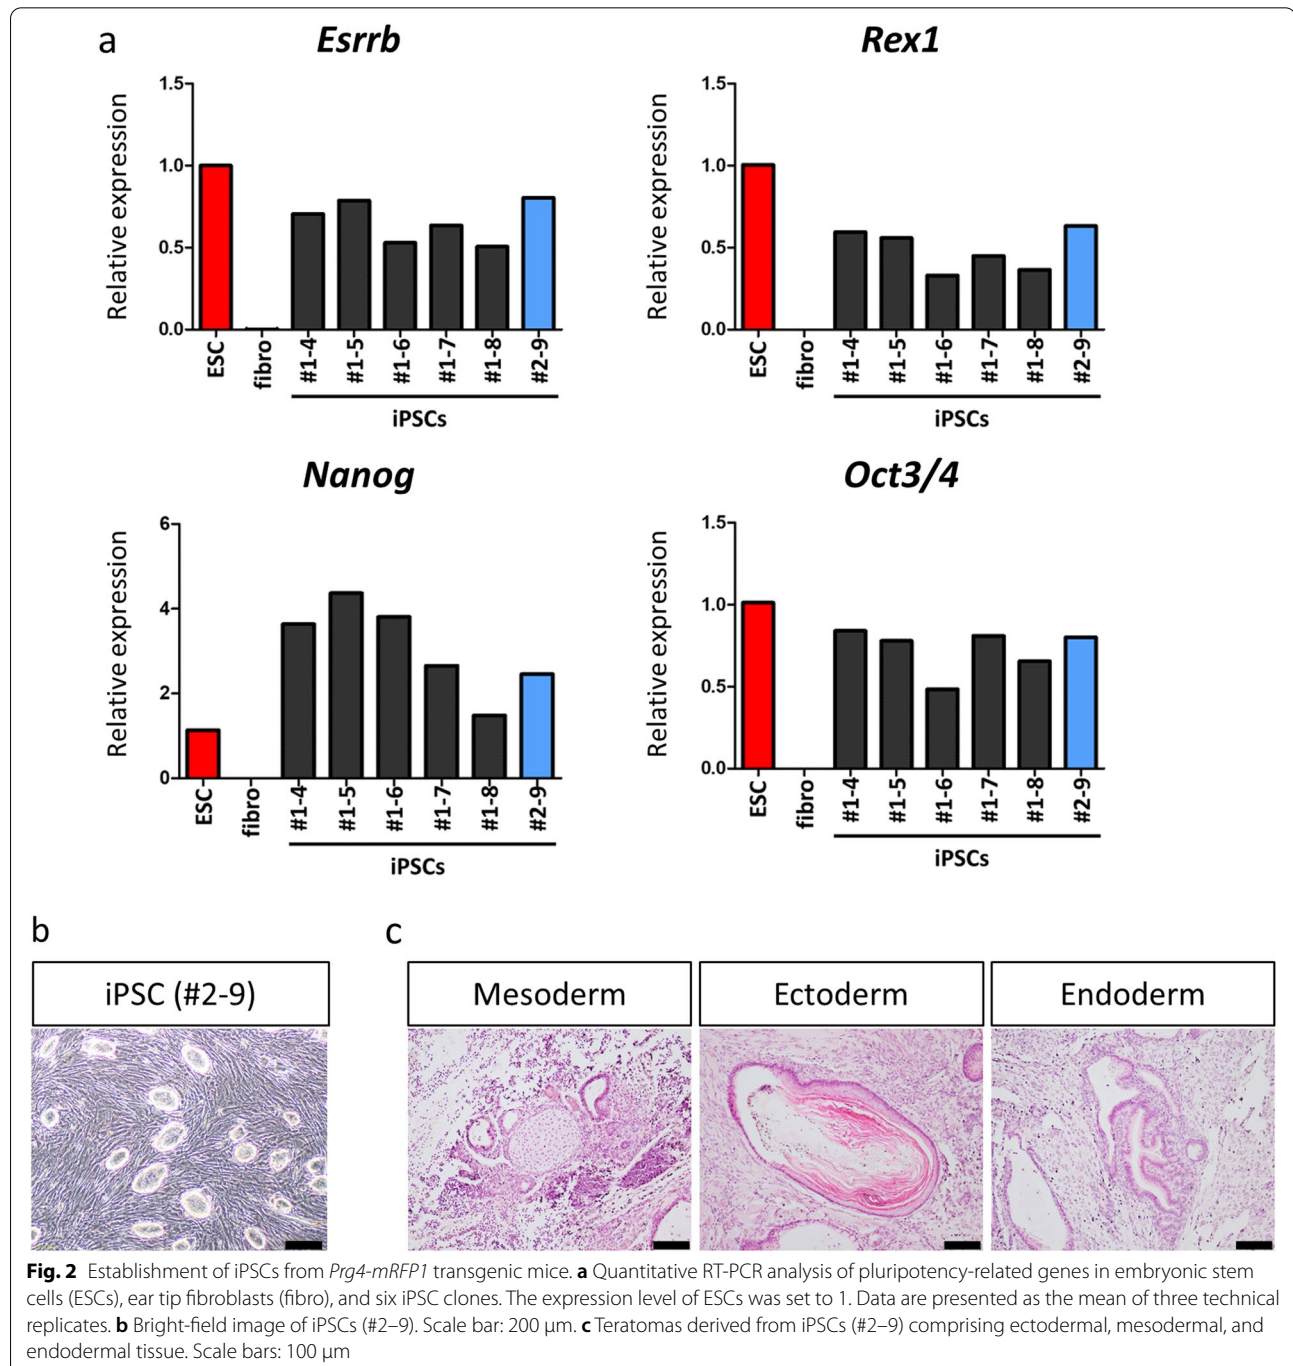 a
Esrrb
Relative expression
1.5
1.0
0.5
0.0
ESC
fibro
#1-4
#1-5
#1-6
#1-7
#1-8
#2-9
iPSCs
Rex1
Relative expression
1.5
1.0
0.5
0.0
ESC
fibro
#1-4
#1-5
#1-6
#1-7
#1-8
#2-9
iPSCs
Nanog
Relative expression
6
4
2
0
ESC
fibro
#1-4
#1-5
#1-6
#1-7
#1-8
#2-9
iPSCs
Oct3/4
Relative expression
1.5
1.0
0.5
0.0
ESC
fibro
#1-4
#1-5
#1-6
#1-7
#1-8
#2-9
iPSCs
b
iPSC (#2-9)
c
Mesoderm
Ectoderm
Endoderm
Fig. 2 Establishment of iPSCs from Prg4-mRFP1 transgenic mice. a Quantitative RT-PCR analysis of pluripotency-related genes in embryonic stem
cells (ESCs), ear tip fibroblasts (fibro), and six iPSC clones. The expression level of ESCs was set to 1. Data are presented as the mean of three technical
replicates. b Bright-field image of iPSCs (#2–9). Scale bar: 200 μm. c Teratomas derived from iPSCs (#2–9) comprising ectodermal, mesodermal, and
endodermal tissue. Scale bars: 100 μm